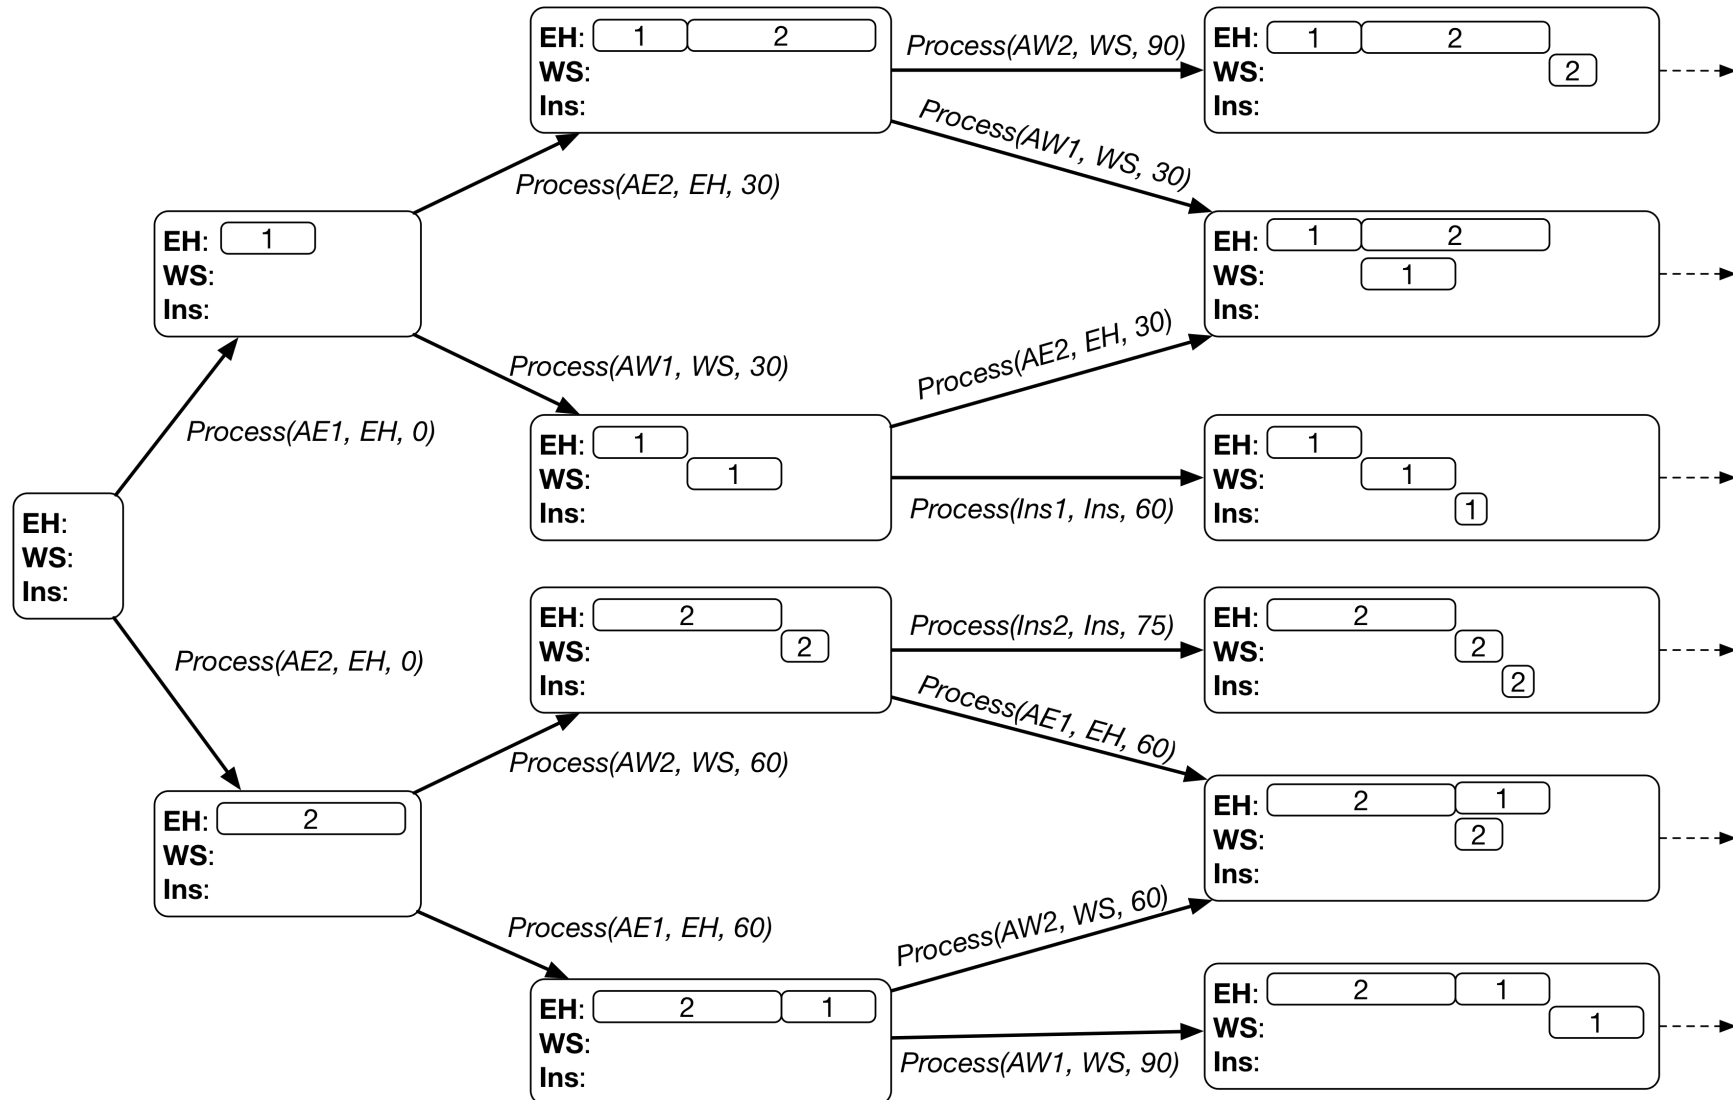 EH: 1 2
WS:
Ins:
Process(AW2, WS, 90)
EH: 1 2
WS: 2
Ins:
Process(AW1, WS, 30)
Process(AE2, EH, 30)
EH: 1
WS:
Ins:
EH: 1 2
WS: 1
Ins:
Process(AE2, EH, 30)
Process(AW1, WS, 30)
Process(AE1, EH, 0)
EH: 1
WS: 1
Ins:
Process(Ins1, Ins, 60)
EH: 1
WS: 1
Ins: 1
EH:
WS:
Ins:
Process(AE2, EH, 0)
EH: 2
WS: 2
Ins:
Process(Ins2, Ins, 75)
EH: 2
WS: 2
Ins: 2
Process(AE1, EH, 60)
Process(AW2, WS, 60)
EH: 2
WS:
Ins:
EH: 2 1
WS: 2
Ins:
Process(AW2, WS, 60)
Process(AE1, EH, 60)
EH: 2 1
WS:
Ins:
Process(AW1, WS, 90)
EH: 2 1
WS: 1
Ins: